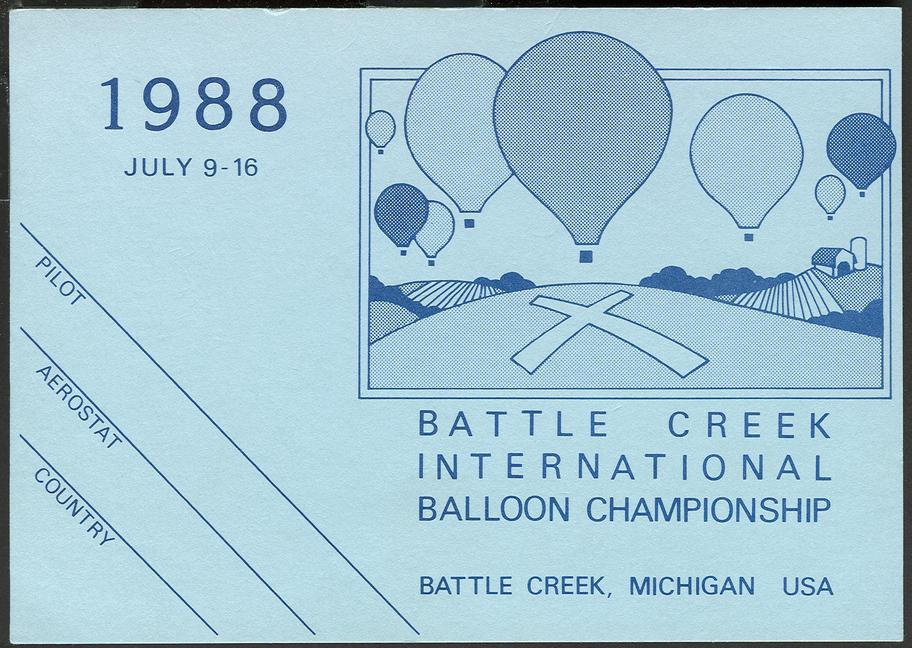 1988
JULY 9-16
PILOT
AEROSTAT
COUNTRY
BATTLE CREEK
INTERNATIONAL
BALLOON CHAMPIONSHIP
BATTLE CREEK, MICHIGAN USA